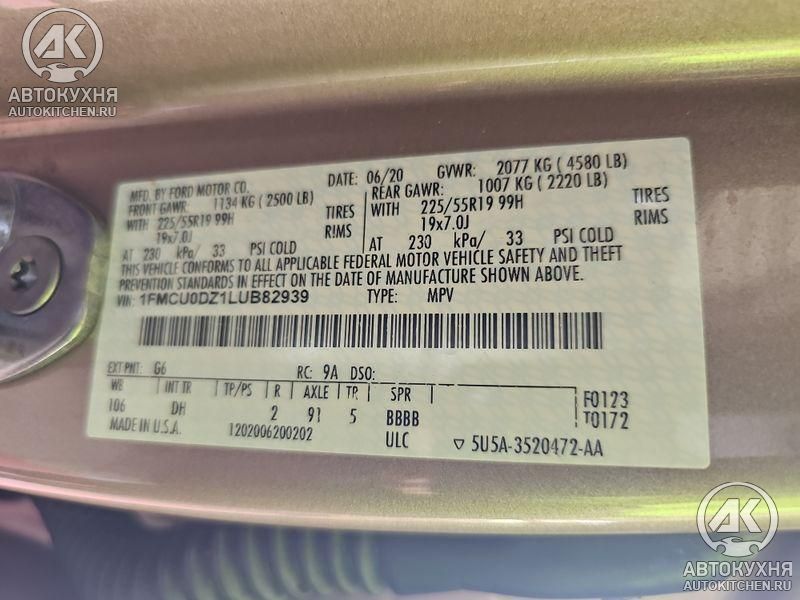 АК
АВТОКУХНЯ
AUTOKITCHEN.RU
MFD. BY FORD MOTOR CO.
DATE: 06/20 GVWR: 2077 KG ( 4580 LB)
FRONT GAWR: 1134 KG ( 2500 LB) REAR GAWR: 1007 KG ( 2220 LB)
WITH 225/55R19 99H TIRES WITH 225/55R19 99H TIRES
19x7.0J RIMS 19x7.0J RIMS
AT 230 kPa/ 33 PSI COLD AT 230 kPa/ 33 PSI COLD
THIS VEHICLE CONFORMS TO ALL APPLICABLE FEDERAL MOTOR VEHICLE SAFETY AND THEFT
PREVENTION STANDARDS IN EFFECT ON THE DATE OF MANUFACTURE SHOWN ABOVE.
VIN: 1FMCU0DZ1LUB82939 TYPE: MPV
EXT PNT: G6 RC: 9A DSO:
WB INT TR TP/PS R AXLE TR SPR F0123
106 DH 2 91 5 BBBB T0172
MADE IN U.S.A. 1202006200202 ULC ▽ 5U5A-3520472-AA
АК
АВТОКУХНЯ
AUTOKITCHEN.RU